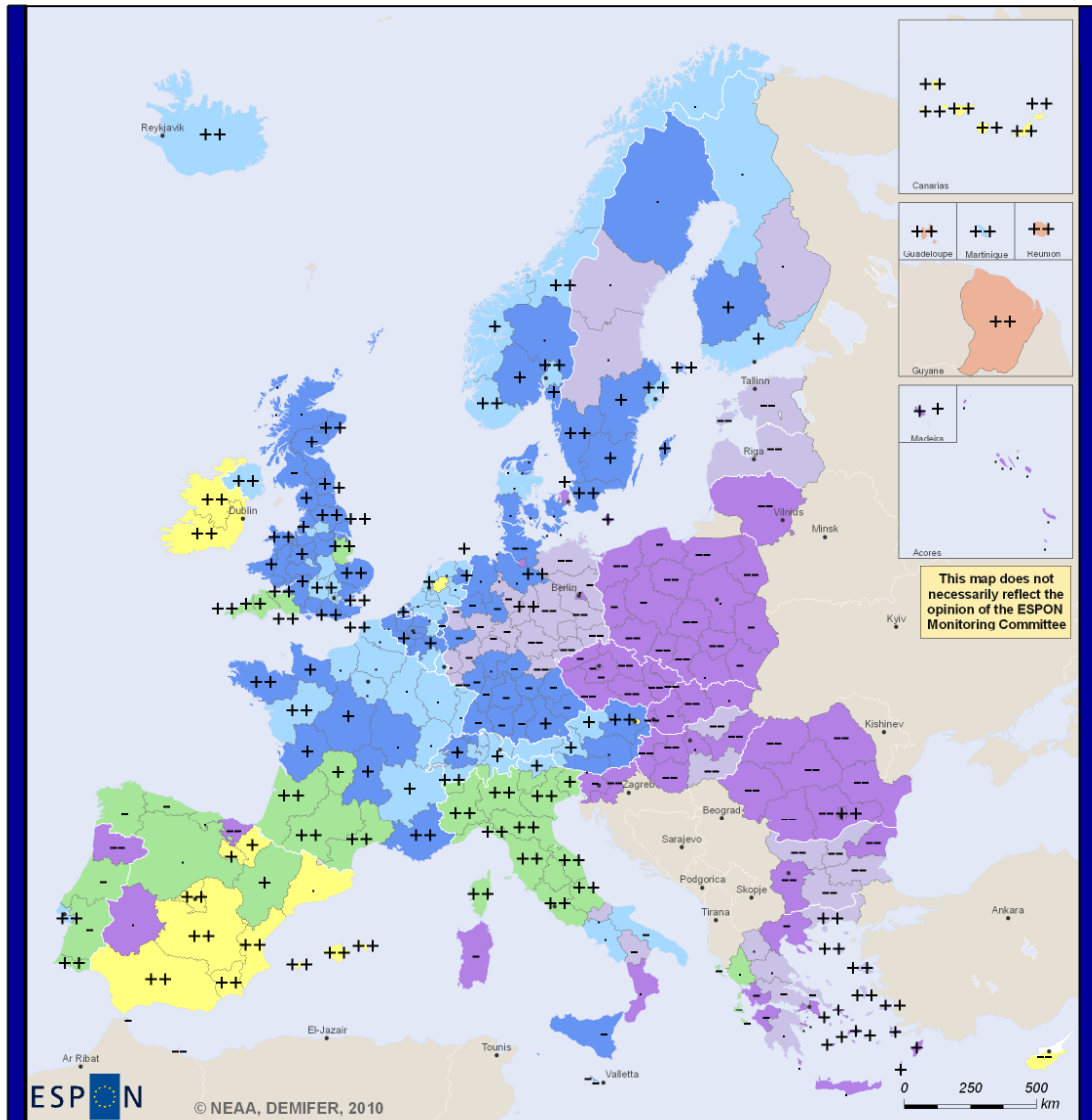 Reykjavik
Canarias
Guadeloupe
Martinique
Réunion
Guyane
Tallinn
Madeira
Riga
Dublin
Vilnius
Minsk
Acores
Berlin
This map does not
necessarily reflect the
opinion of the ESPON
Monitoring Committee
Kyiv
Kishinev
Zagreb
Beograd
Sarajevo
Podgorica
Skopje
Tirana
Ankara
El-Jazair
Tounis
Ar Ribat
Valletta
ESPON
© NEAA, DEMIFER, 2010
0 250 500
km